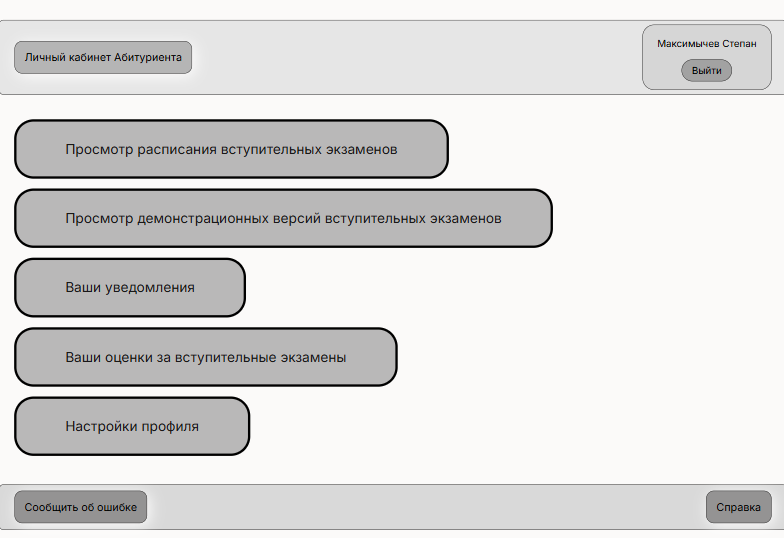 Личный кабинет Абитуриента
Максимычев Степан
Выйти
Просмотр расписания вступительных экзаменов
Просмотр демонстрационных версий вступительных экзаменов
Ваши уведомления
Ваши оценки за вступительные экзамены
Настройки профиля
Сообщить об ошибке
Справка